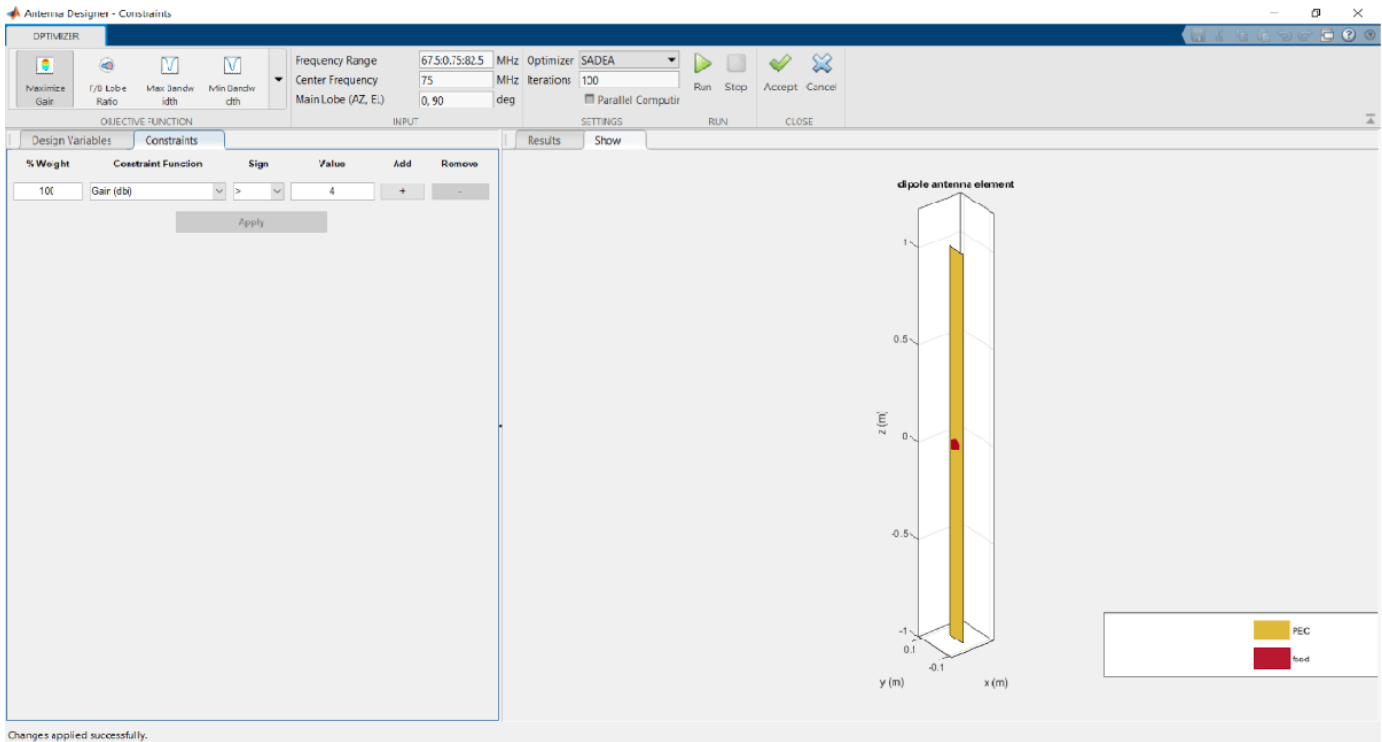 Antenna Designer - Constraints
OPTIMIZER
Maximize Gain
F/B Lobe Ratio
Max Bandwidth
Min Bandwidth
OBJECTIVE FUNCTION
Frequency Range 67.5:0.75:82.5 MHz
Center Frequency 75 MHz
Main Lobe (AZ, EL) 0, 90 deg
INPUT
Optimizer SADEA
Iterations 100
Parallel Computin
SETTINGS
Run Stop
RUN
Accept Cancel
CLOSE
Design Variables Constraints
% Weight Constraint Function Sign Value Add Remove
100 Gain (dbi) > 4 + -
Apply
Results Show
dipole antenna element
1
0.5
z (m)
0
-0.5
-1
0.1
-0.1
y (m) x (m)
PEC
feed
Changes applied successfully.